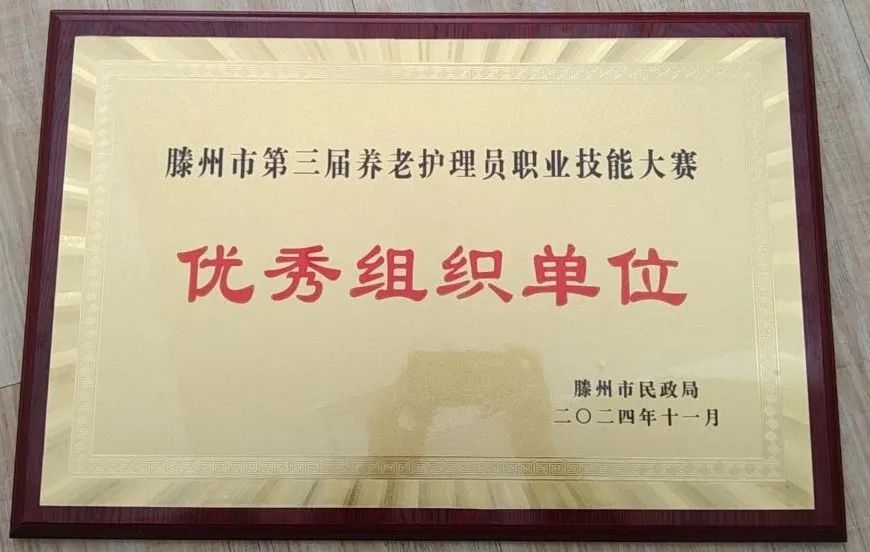 滕州市第三届养老护理员职业技能大赛
优秀组织单位
滕州市民政局
二〇二四年十一月